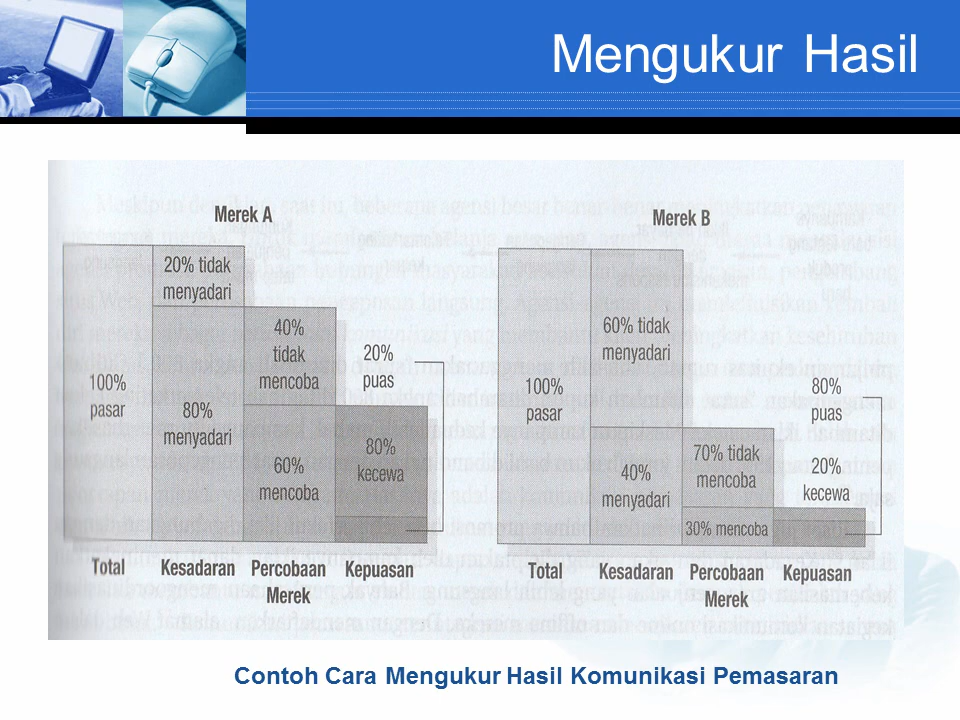 Mengukur Hasil
Merek A
20% tidak
menyadari
40%
tidak
mencoba
20%
puas
100%
pasar
80%
menyadari
60%
mencoba
80%
kecewa
Total
Kesadaran
Percobaan
Merek
Kepuasan
Merek B
60% tidak
menyadari
100%
pasar
40%
menyadari
70% tidak
mencoba
30% mencoba
80%
puas
20%
kecewa
Total
Kesadaran
Percobaan
Merek
Kepuasan
Contoh Cara Mengukur Hasil Komunikasi Pemasaran